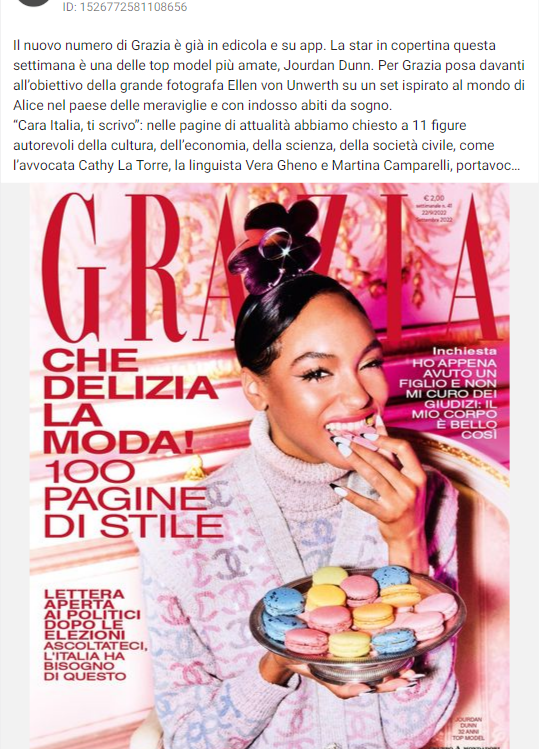 ID: 1526772581108656
Il nuovo numero di Grazia è già in edicola e su app. La star in copertina questa
settimana è una delle top model più amate, Jourdan Dunn. Per Grazia posa davanti
all’obiettivo della grande fotografa Ellen von Unwerth su un set ispirato al mondo di
Alice nel paese delle meraviglie e con indosso abiti da sogno.
“Cara Italia, ti scrivo”: nelle pagine di attualità abbiamo chiesto a 11 figure
autorevoli della cultura, dell’economia, della scienza, della società civile, come
l’avvocata Cathy La Torre, la linguista Vera Gheno e Martina Camparelli, portavoc...
GRAZIA
€ 2,00
settimanale n. 41
22/9/2022
Settembre 2022
CHE
DELIZIA
LA
MODA!
100
PAGINE
DI STILE
Inchiesta
HO APPENA
AVUTO UN
FIGLIO E NON
MI CURO DEI
GIUDIZI: IL
MIO CORPO
È BELLO
COSÌ
LETTERA
APERTA
AI POLITICI
DOPO LE
ELEZIONI
ASCOLTATECI,
L'ITALIA HA
BISOGNO
DI QUESTO
JOURDAN
DUNN
32 ANNI
TOP MODEL